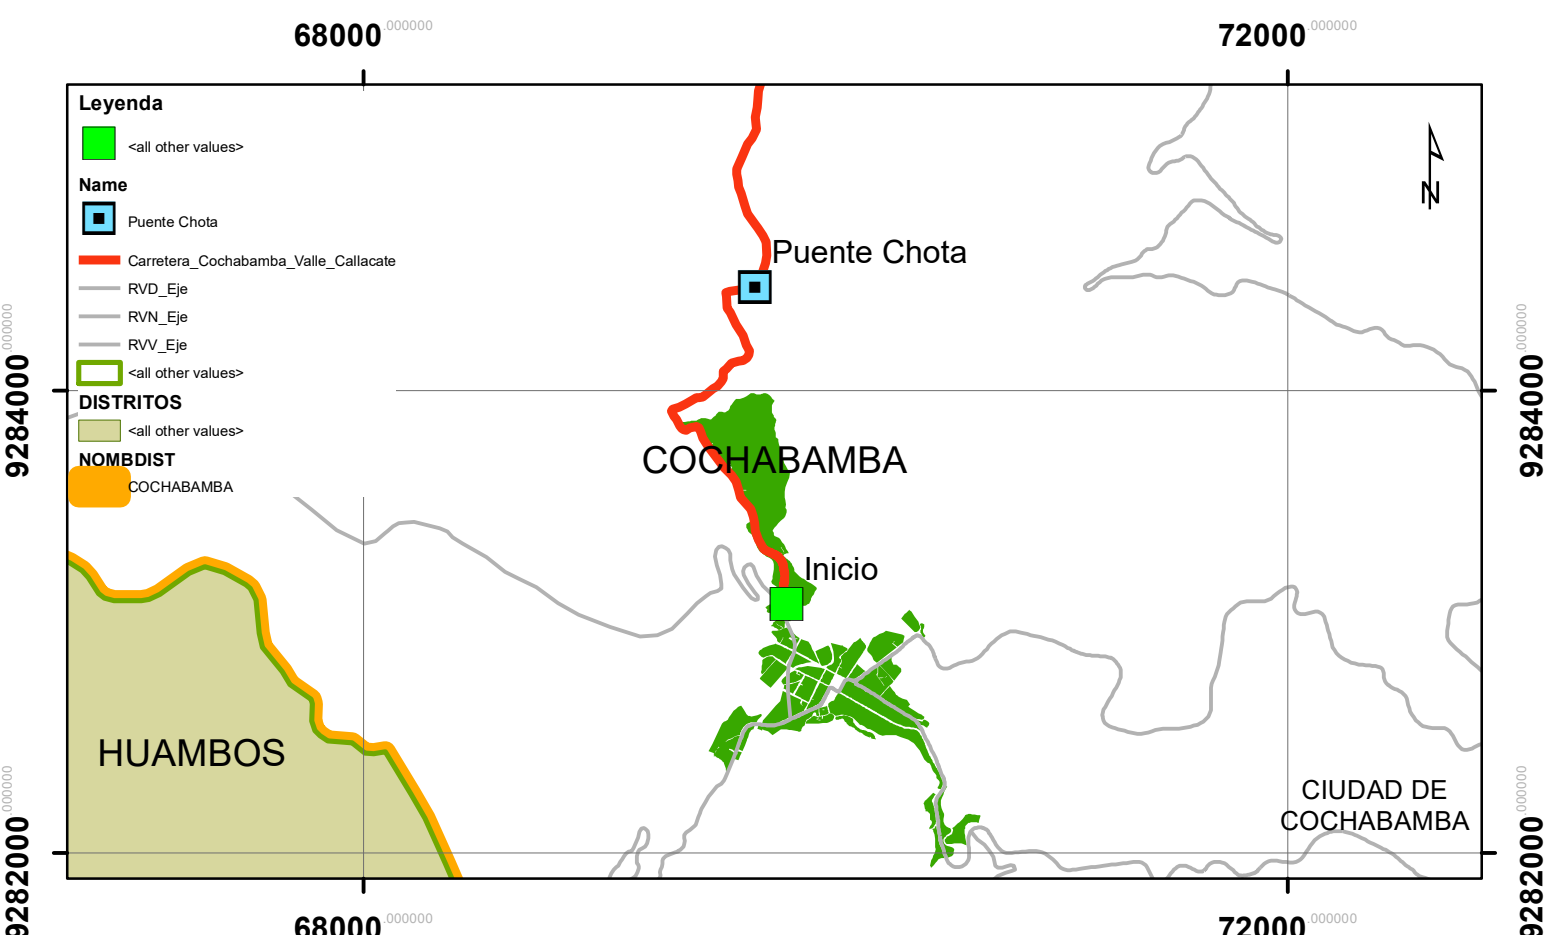 68000.000000
72000.000000
Leyenda
<all other values>
Name
Puente Chota
Carretera_Cochabamba_Valle_Callacate
RVD_Eje
RVN_Eje
RVV_Eje
<all other values>
DISTRITOS
<all other values>
NOMBDIST
COCHABAMBA
N
Puente Chota
COCHABAMBA
Inicio
HUAMBOS
CIUDAD DE
COCHABAMBA
9284000.000000
9284000.000000
9282000.000000
9282000.000000
68000.000000
72000.000000